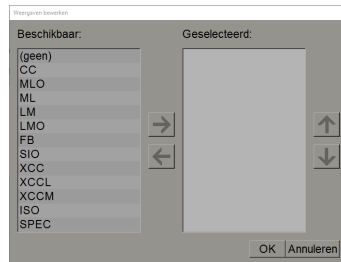 Weergaven bewerken
Beschikbaar:
Geselecteerd:
(geen)
CC
MLO
ML
LM
LMO
FB
SIO
XCC
XCCL
XCCM
ISO
SPEC
OK
Annuleren